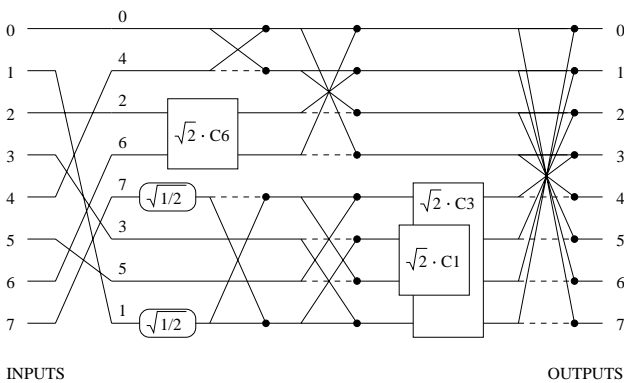 0 0 0
1 4 1
2 2 2
√2 · C6
3 6 3
4 7 √1/2 √2 · C3 4
5 3 5
√2 · C1
6 5 6
7 1 √1/2 7
INPUTS OUTPUTS